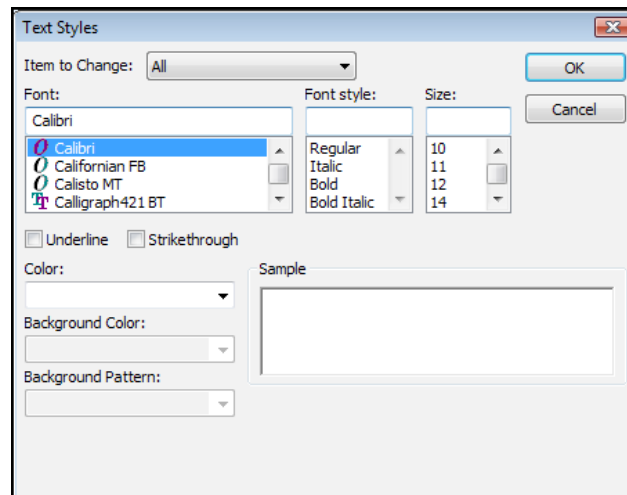 Text Styles
Item to Change: All
OK
Font: Font style: Size:
Cancel
Calibri
Calibri Regular 10
Californian FB Italic 11
Calisto MT Bold 12
Calligraph421 BT Bold Italic 14
Underline Strikethrough
Color: Sample
Background Color:
Background Pattern: